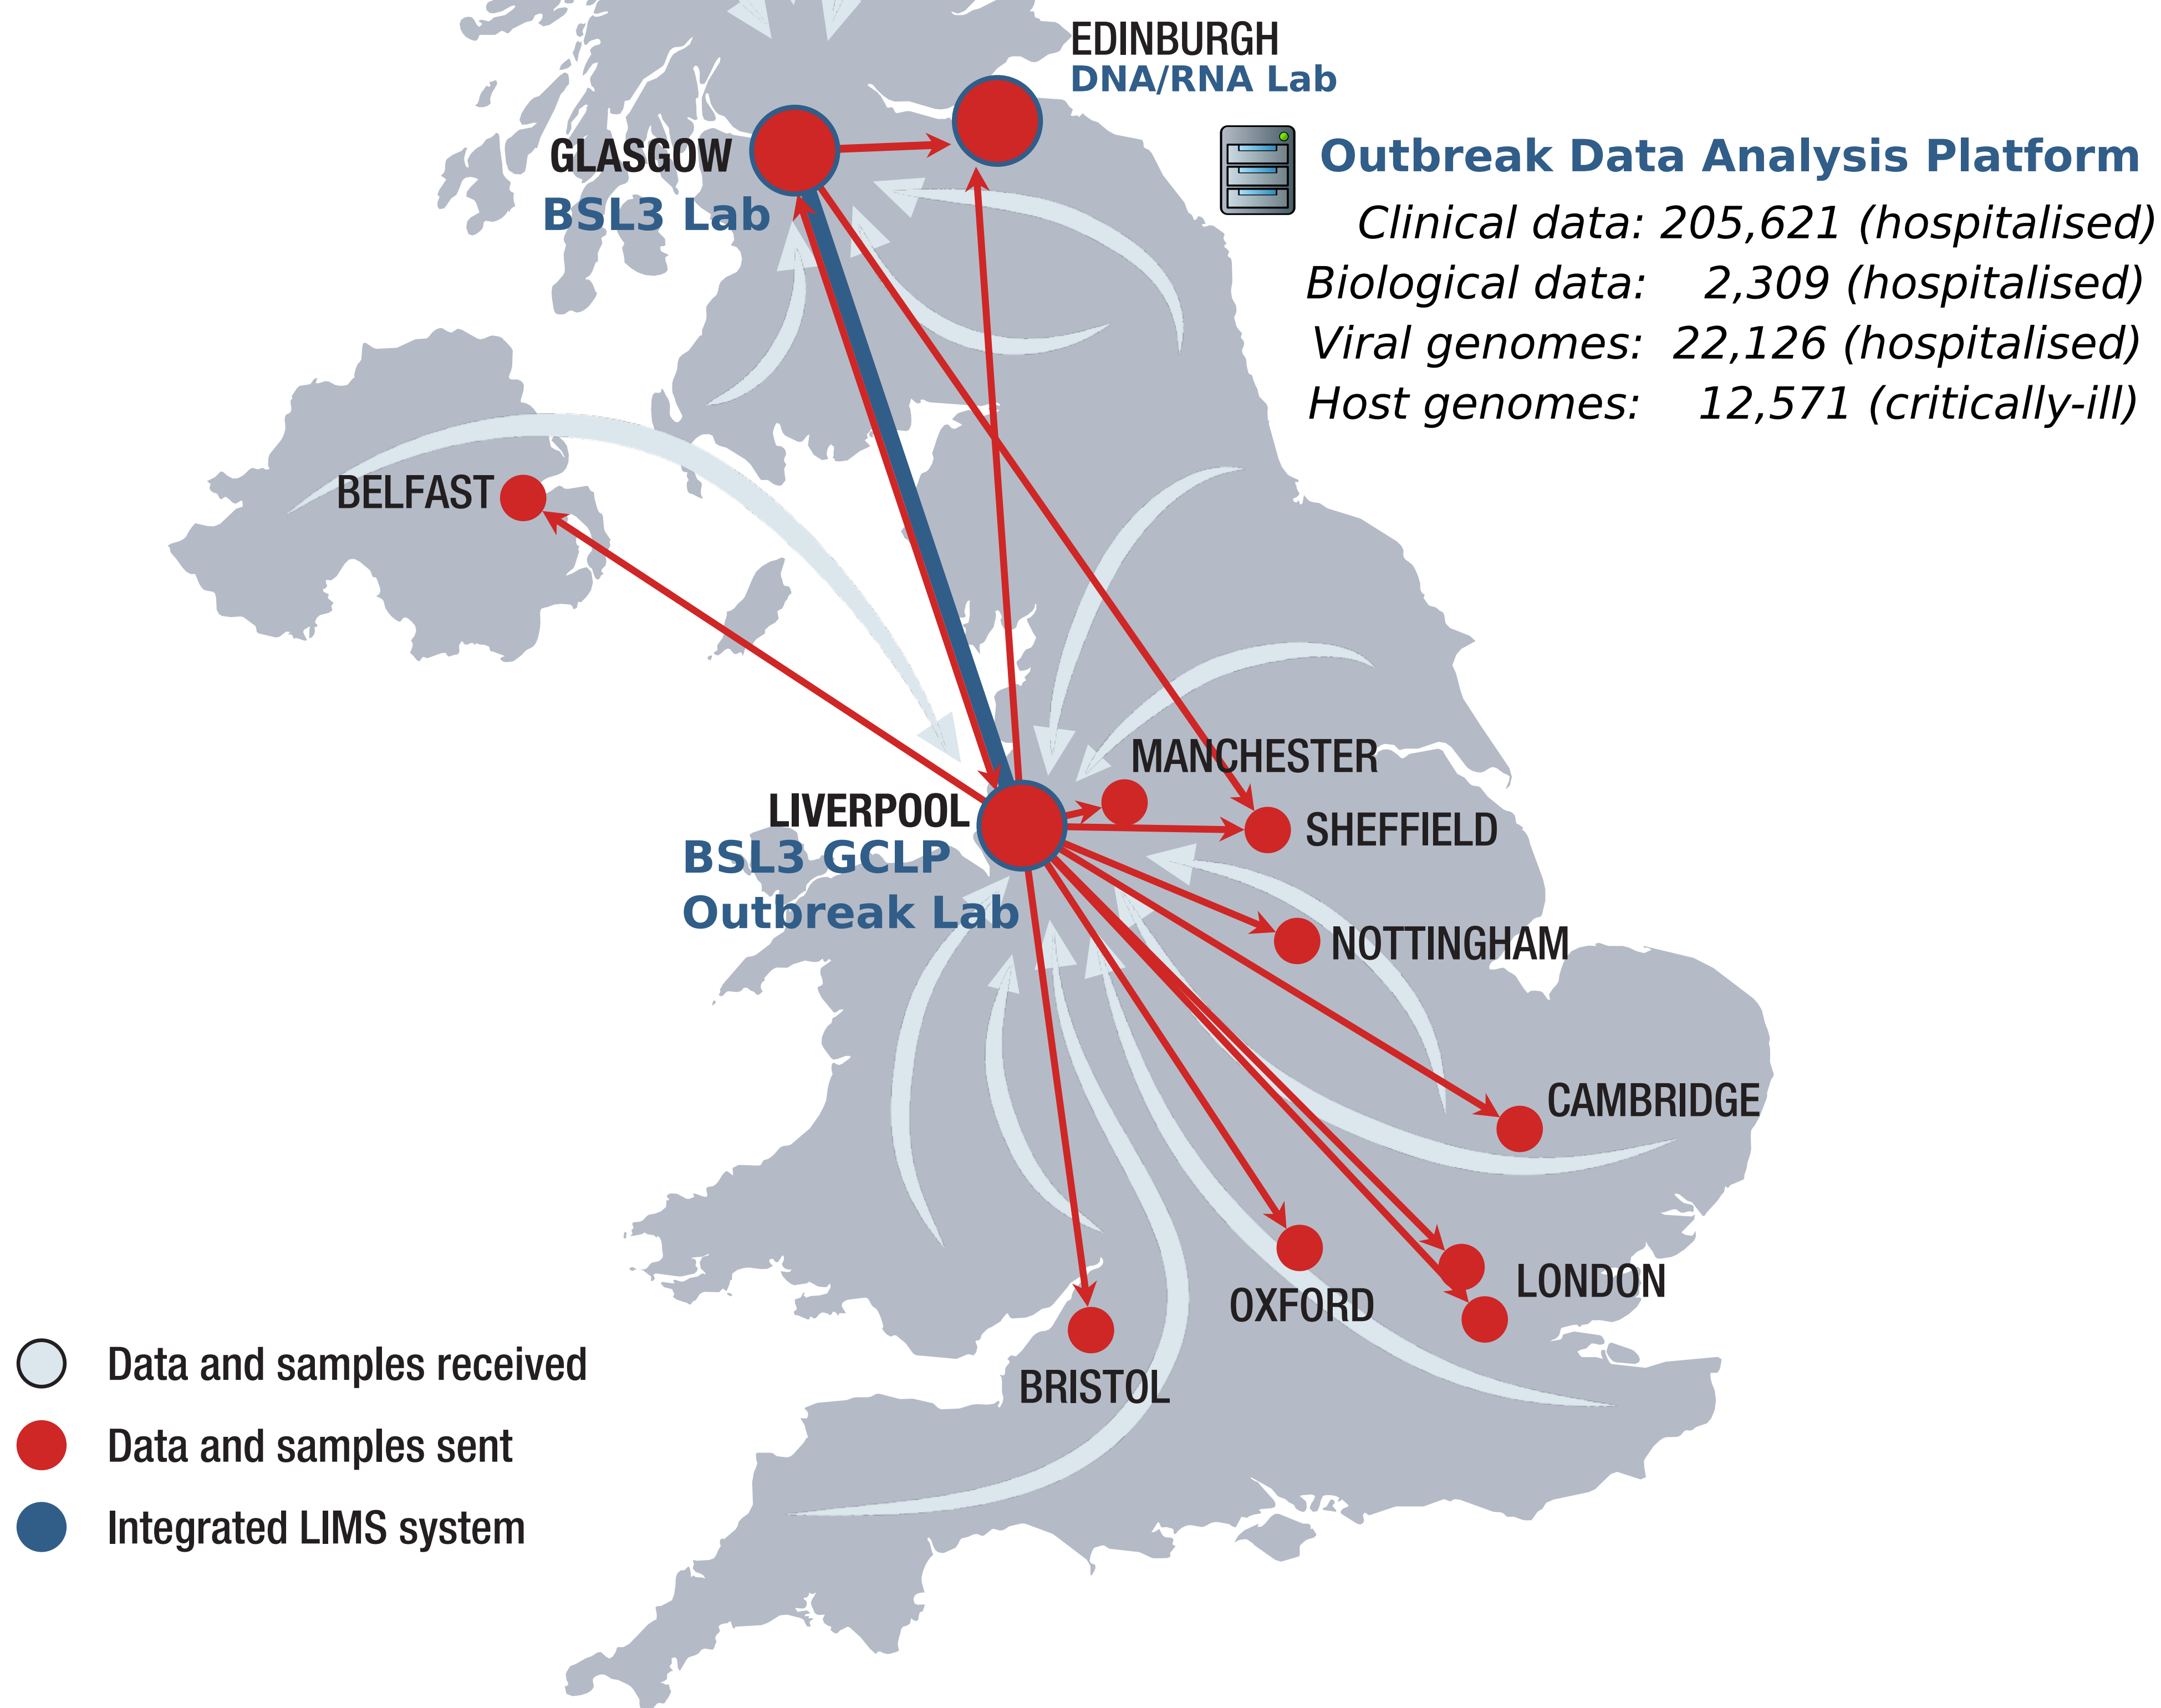 EDINBURGH
DNA/RNA Lab
GLASGOW
BSL3 Lab
Outbreak Data Analysis Platform
Clinical data: 205,621 (hospitalised)
Biological data: 2,309 (hospitalised)
Viral genomes: 22,126 (hospitalised)
Host genomes: 12,571 (critically-ill)
BELFAST
MANCHESTER
LIVERPOOL
BSL3 GCLP
Outbreak Lab
SHEFFIELD
NOTTINGHAM
CAMBRIDGE
LONDON
OXFORD
BRISTOL
Data and samples received
Data and samples sent
Integrated LIMS system